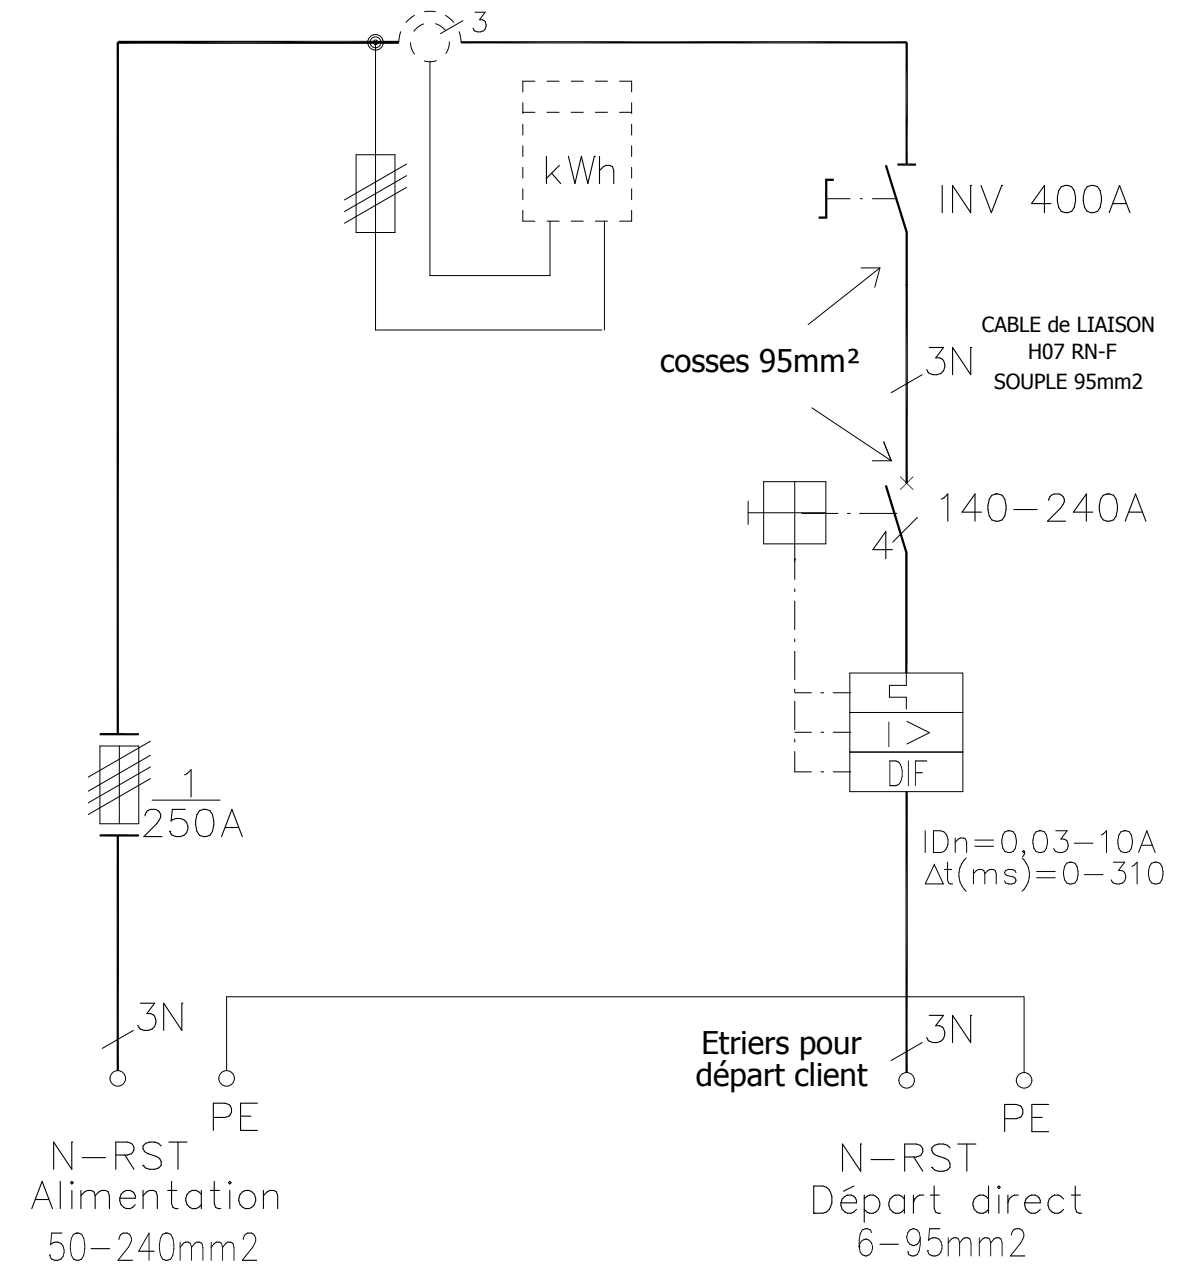 3
kWh
INV 400A
CABLE de LIAISON
H07 RN-F
SOUPLE 95mm2
cosses 95mm²
3N
140-240A
4
I >
DIF
1
250A
IDn=0,03-10A
Δt(ms)=0-310
3N
3N
Etriers pour
départ client
PE
PE
N-RST
Alimentation
50-240mm2
N-RST
Départ direct
6-95mm2